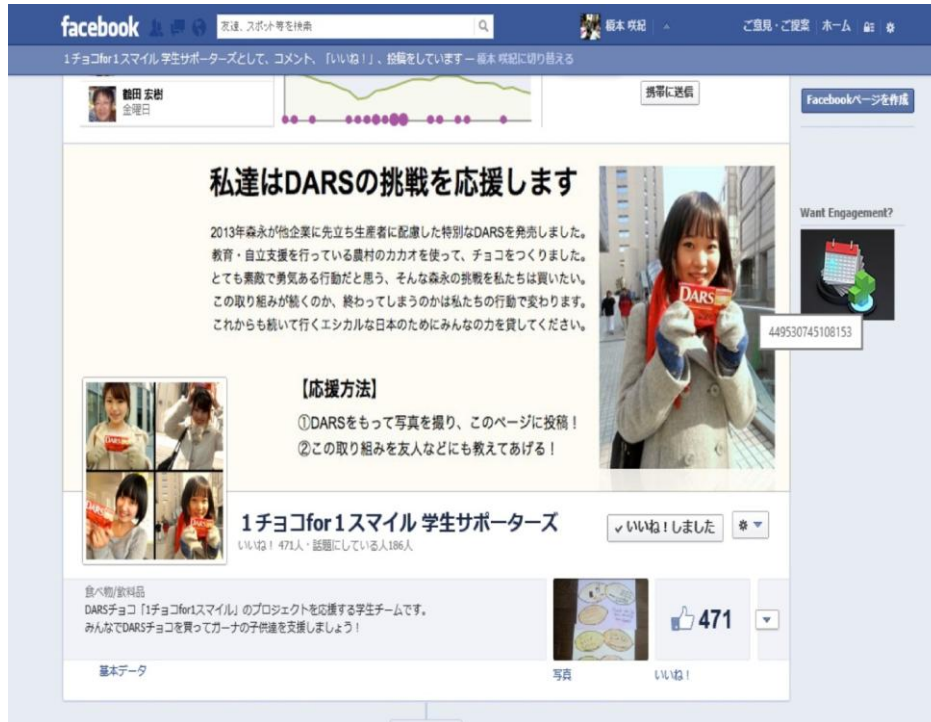 facebook
友達、スポット等を検索
榎本 咲紀
ご意見・ご提案
ホーム
1チョコfor1スマイル 学生サポーターズとして、コメント、「いいね！」、投稿をしています ー 榎本 咲紀に切り替える
鶴田 宏樹
金曜日
携帯に送信
Facebookページを作成
私達はDARSの挑戦を応援します
2013年森永が他企業に先立ち生産者に配慮した特別なDARSを発売しました。
教育・自立支援を行っている農村のカカオを使って、チョコをつくりました。
とても素敵で勇気ある行動だと思う、そんな森永の挑戦を私たちは買いたい。
この取り組みが続くのか、終わってしまうのかは私たちの行動で変わります。
これからも続いて行くエシカルな日本のためにみんなの力を貸してください。
DARS
Want Engagement?
449530745108153
【応援方法】
①DARSをもって写真を撮り、このページに投稿！
②この取り組みを友人などにも教えてあげる！
1チョコfor1スマイル 学生サポーターズ
いいね！ 471人・話題にしている人186人
いいね！しました
食べ物/飲料品
DARSチョコ「1チョコfor1スマイル」のプロジェクトを応援する学生チームです。
みんなでDARSチョコを買ってガーナの子供達を支援しましょう！
471
基本データ
写真
いいね！